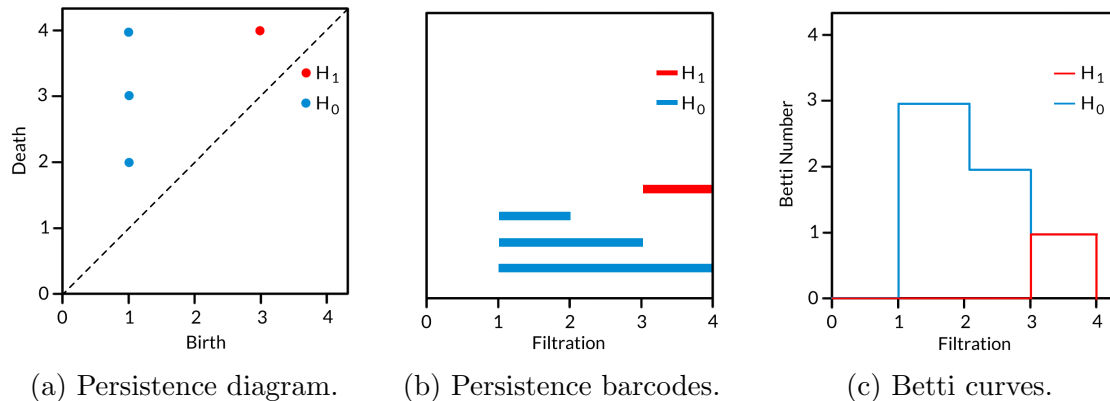 4
3
2
1
0
Death
0
1
2
3
4
Birth
H1
H0
(a) Persistence diagram.
H1
H0
0
1
2
3
4
Filtration
(b) Persistence barcodes.
4
3
2
1
0
Betti Number
H1
H0
0
1
2
3
4
Filtration
(c) Betti curves.